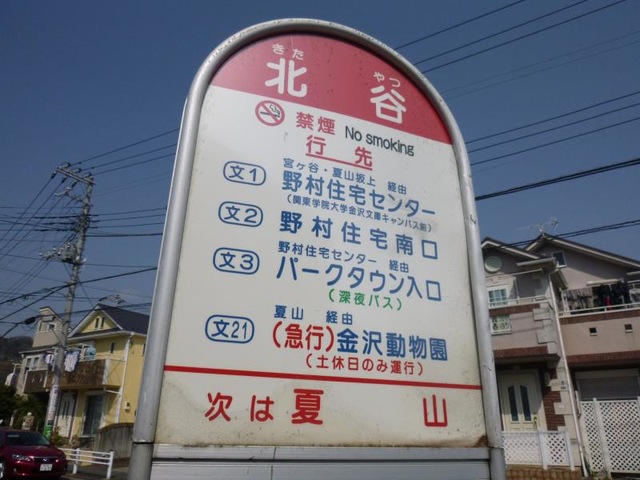 きた やつ
北 谷
禁煙 No smoking
行先
宮ヶ谷・夏山坂上 経由
文1 野村住宅センター
(関東学院大学金沢文庫キャンパス前)
文2 野村住宅南口
野村住宅センター 経由
文3 パークタウン入口
(深夜バス)
夏山 経由
文21 (急行)金沢動物園
(土休日のみ運行)
次は夏 山